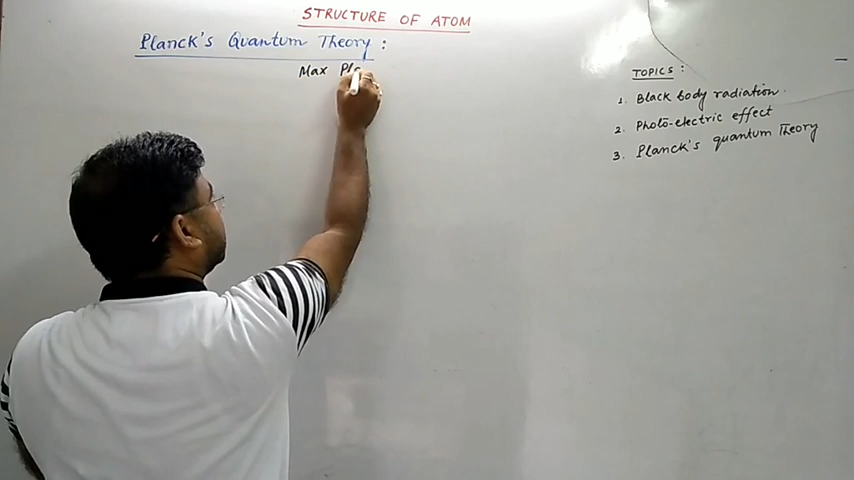 STRUCTURE OF ATOM
Planck's Quantum Theory :
Max Pla
TOPICS :
1. Black body radiation.
2. Photo-electric effect
3. Planck's quantum Theory